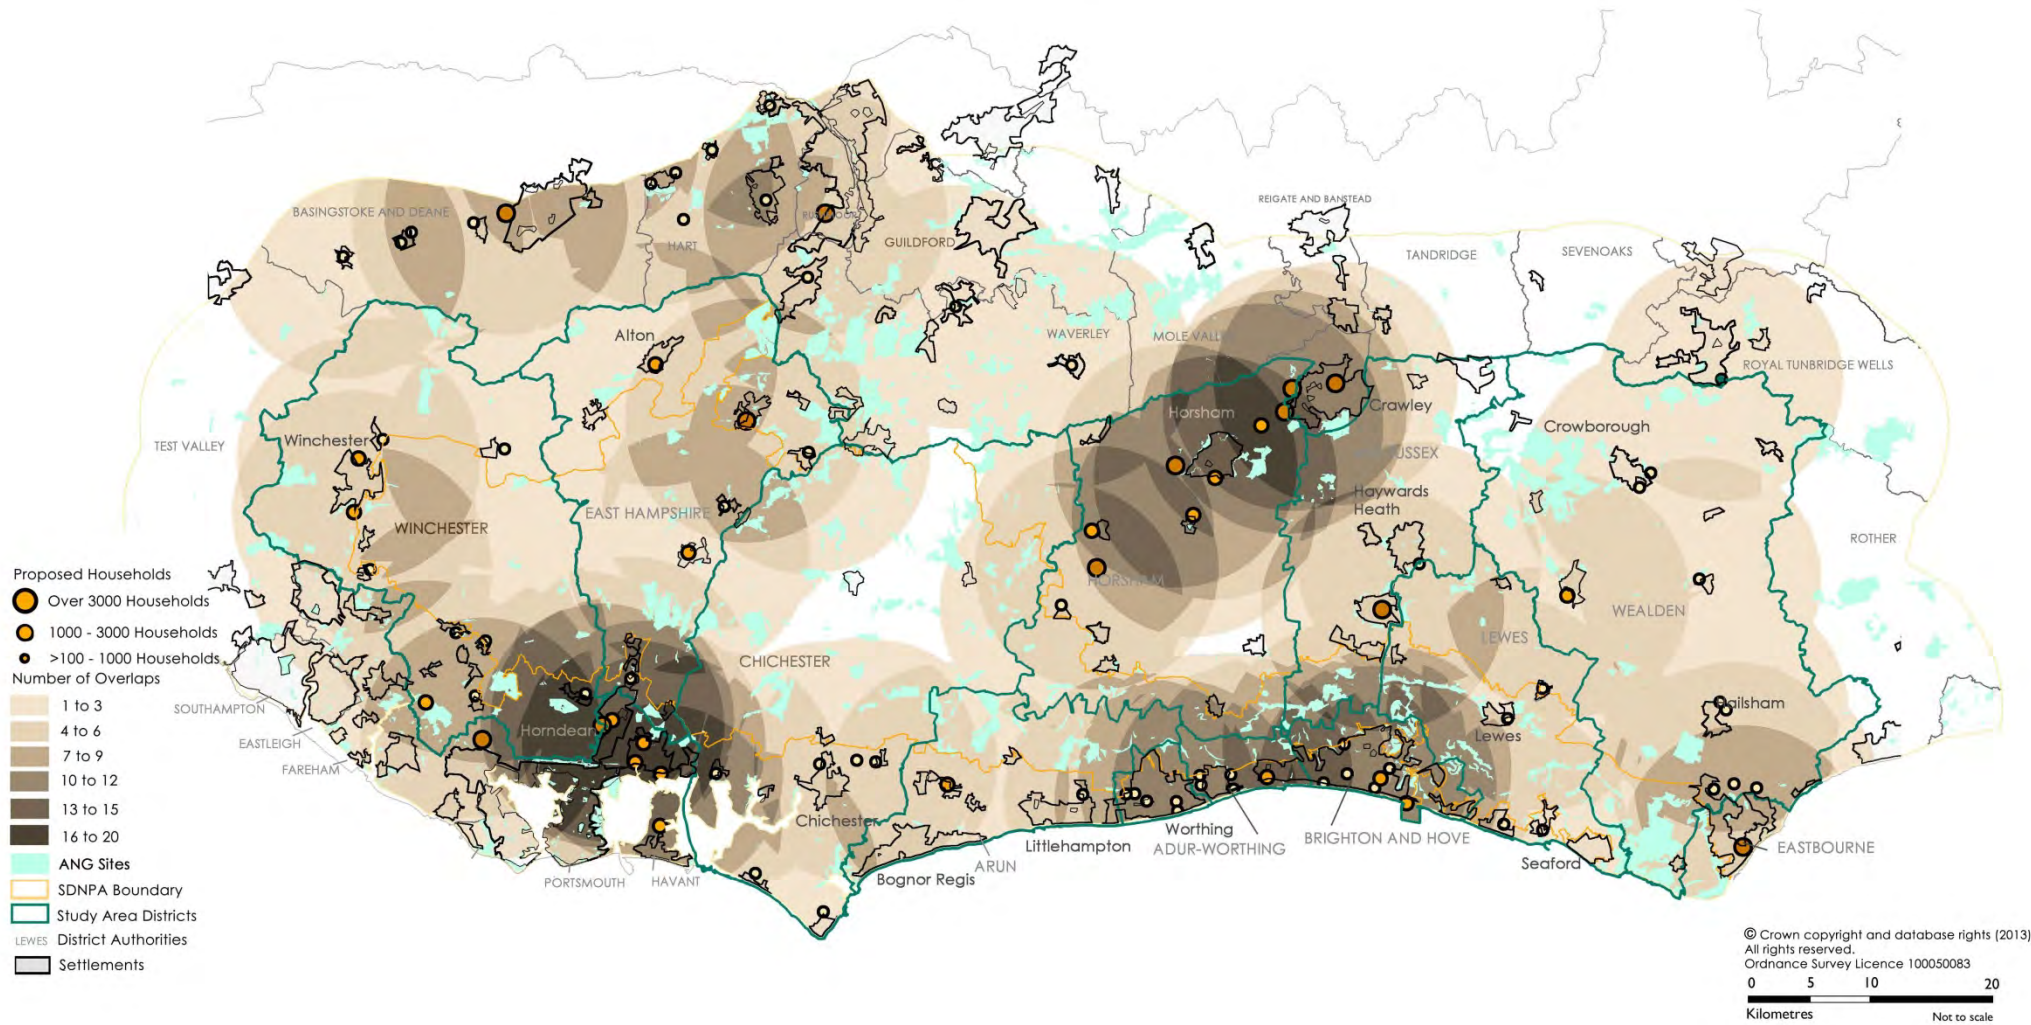 REIGATE AND BANSTEAD
BASINGSTOKE AND DEANE
RUSHMOOR
HART
GUILDFORD
TANDRIDGE
SEVENOAKS
Alton
WAVERLEY
MOLE VALLEY
ROYAL TUNBRIDGE WELLS
Crawley
Horsham
Crowborough
TEST VALLEY
Winchester
SUSSEX
Haywards
Heath
EAST HAMPSHIRE
WINCHESTER
ROTHER
HORSHAM
WEALDEN
LEWES
CHICHESTER
Hailsham
SOUTHAMPTON
Horndean
Lewes
EASTLEIGH
FAREHAM
Chichester
Worthing
BRIGHTON AND HOVE
Littlehampton
ADUR-WORTHING
EASTBOURNE
Seaford
ARUN
Bognor Regis
PORTSMOUTH
HAVANT
Proposed Households
Over 3000 Households
1000 - 3000 Households
>100 - 1000 Households
Number of Overlaps
1 to 3
4 to 6
7 to 9
10 to 12
13 to 15
16 to 20
ANG Sites
SDNPA Boundary
Study Area Districts
LEWES District Authorities
Settlements
© Crown copyright and database rights (2013)
All rights reserved.
Ordnance Survey Licence 100050083
0 5 10 20
Kilometres Not to scale